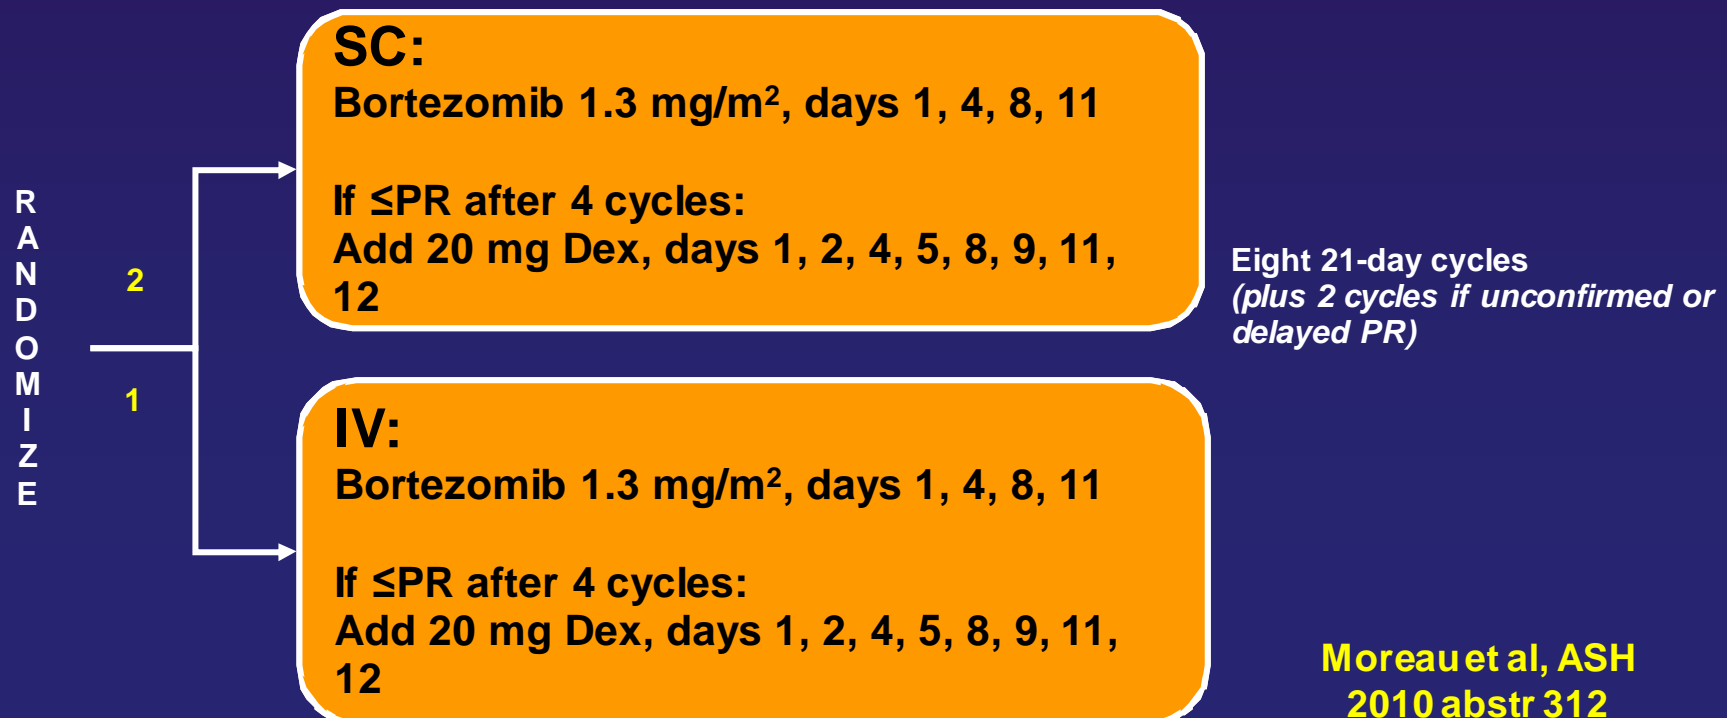 R
A
N
D
O
M
I
Z
E
2
1
SC:
Bortezomib 1.3 mg/m², days 1, 4, 8, 11
If ≤PR after 4 cycles:
Add 20 mg Dex, days 1, 2, 4, 5, 8, 9, 11,
12
IV:
Bortezomib 1.3 mg/m², days 1, 4, 8, 11
If ≤PR after 4 cycles:
Add 20 mg Dex, days 1, 2, 4, 5, 8, 9, 11,
12
Eight 21-day cycles
(plus 2 cycles if unconfirmed or
delayed PR)
Moreau et al, ASH
2010 abstr 312